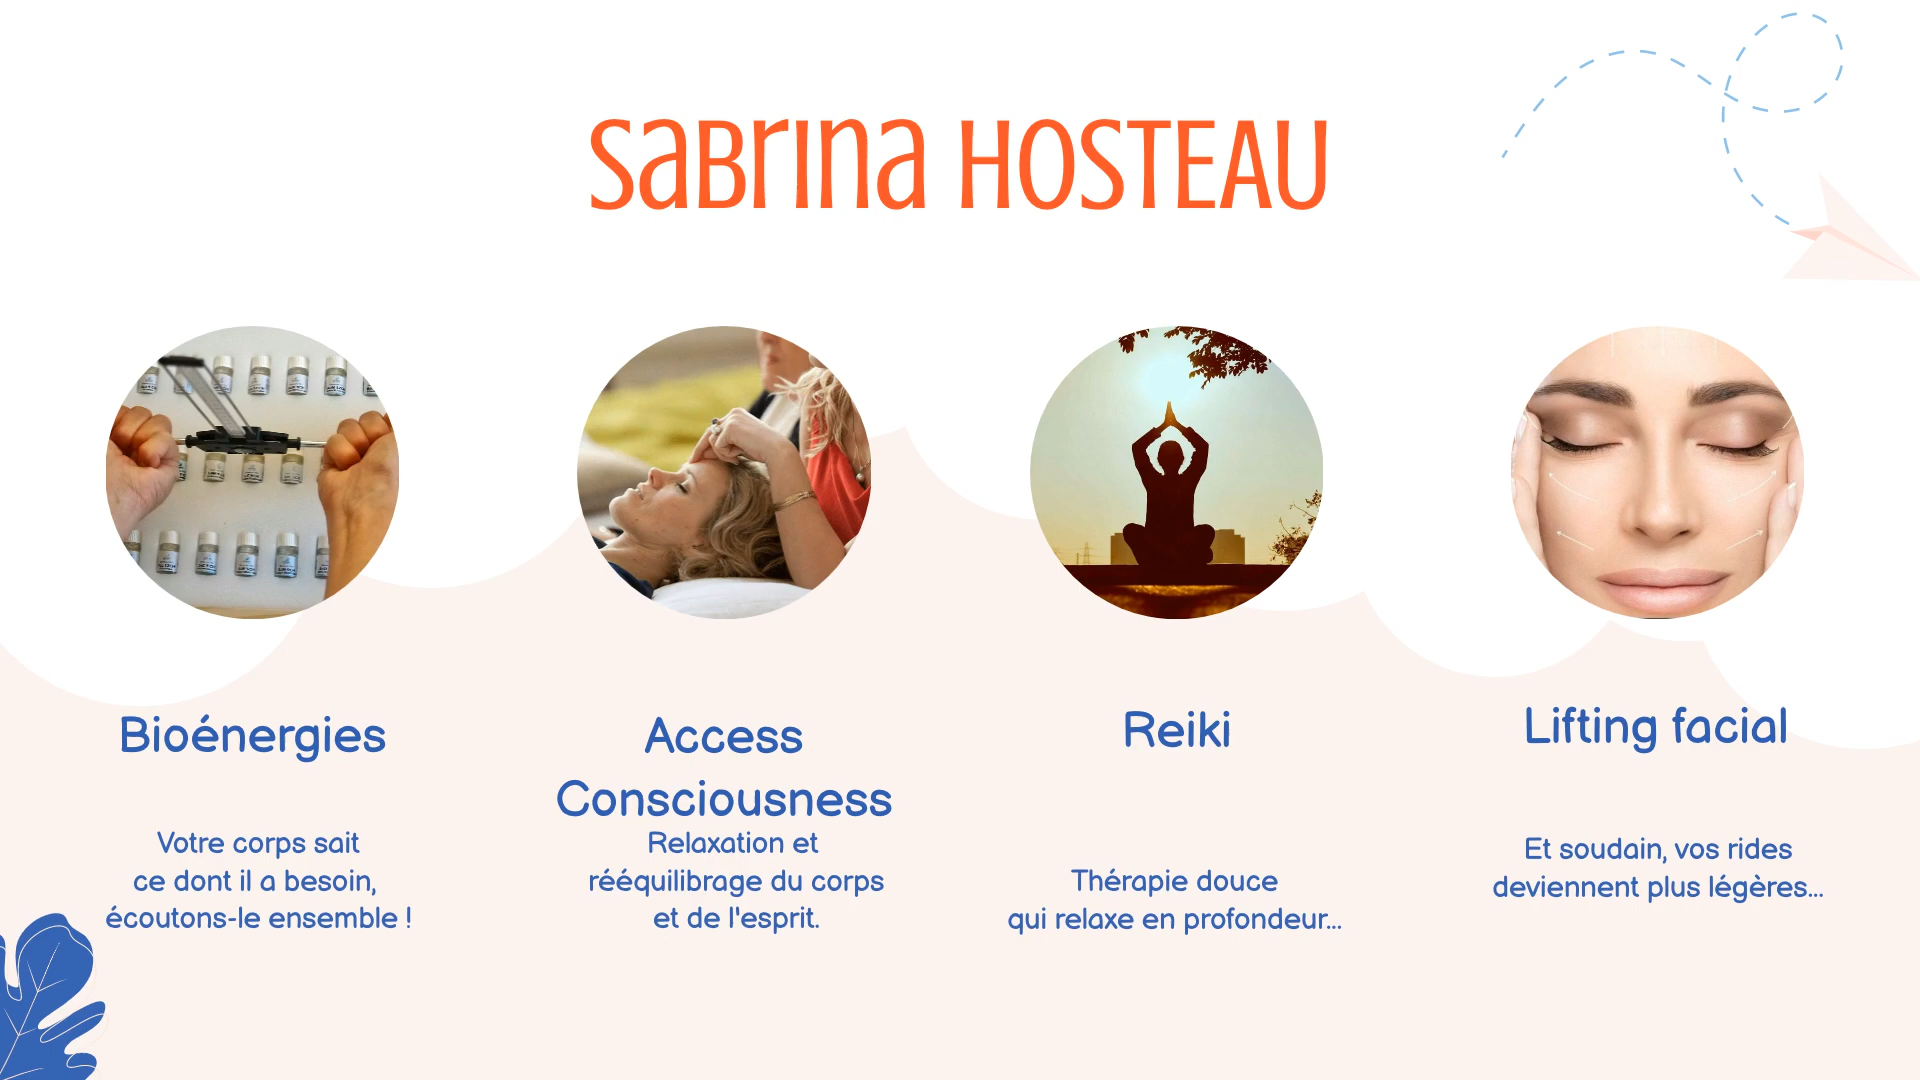 Sabrina HOSTEAU
Bioénergies
Votre corps sait
ce dont il a besoin,
écoutons-le ensemble !
Access
Consciousness
Relaxation et
rééquilibrage du corps
et de l'esprit.
Reiki
Thérapie douce
qui relaxe en profondeur...
Lifting facial
Et soudain, vos rides
deviennent plus légères...